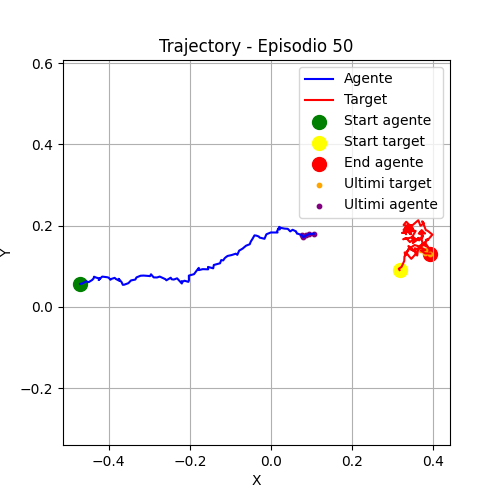 Trajectory - Episodio 50
0.6
0.4
0.2
0.0
−0.2
Y
Agente
Target
Start agente
Start target
End agente
Ultimi target
Ultimi agente
−0.4
−0.2
0.0
0.2
0.4
X